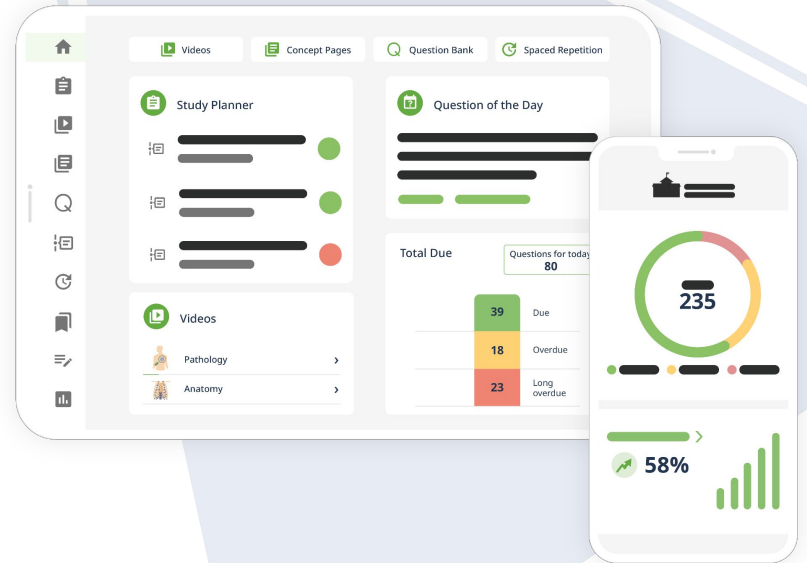 Videos
Concept Pages
Question Bank
Spaced Repetition
Study Planner
Question of the Day
Total Due
Questions for today
80
39
Due
18
Overdue
23
Long
overdue
Videos
Pathology
Anatomy
235
58%